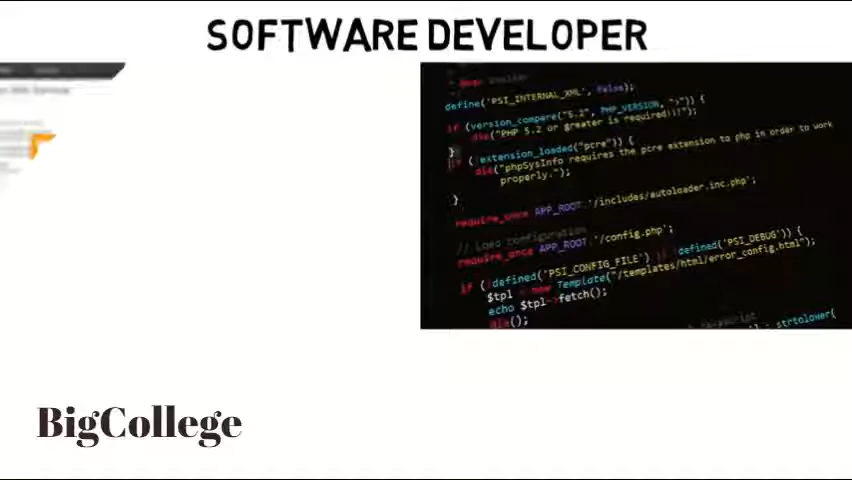 SOFTWARE DEVELOPER
define('PSI_INTERNAL_XML', false);
if (version_compare("5.2", PHP_VERSION, ">")) {
die("PHP 5.2 or greater is required!!!");
}
if (!extension_loaded("pcre")) {
die("phpSysInfo requires the pcre extension to php in order to work
properly.");
}
require_once APP_ROOT.'/includes/autoloader.inc.php';
// Load configuration
require_once APP_ROOT.'/config.php';
if (!defined('PSI_CONFIG_FILE') || !defined('PSI_DEBUG')) {
$tpl = new Template("/templates/html/error_config.html");
echo $tpl->fetch();
die();
strtolower(
BigCollege